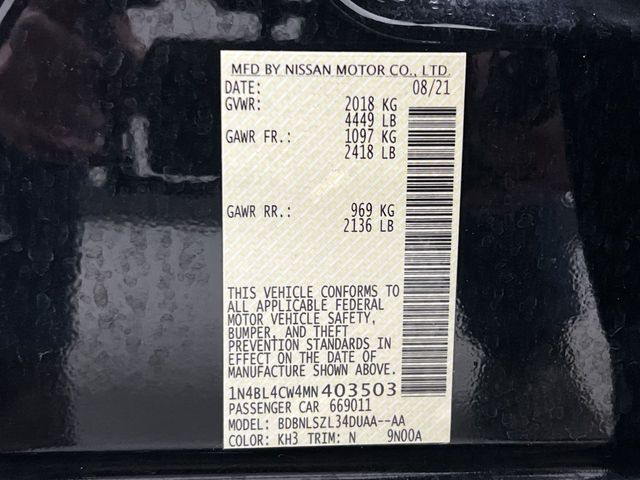 MFD BY NISSAN MOTOR CO., LTD.
DATE: 08/21
GVWR: 2018 KG
4449 LB
GAWR FR.: 1097 KG
2418 LB
GAWR RR.: 969 KG
2136 LB
THIS VEHICLE CONFORMS TO
ALL APPLICABLE FEDERAL
MOTOR VEHICLE SAFETY,
BUMPER, AND THEFT
PREVENTION STANDARDS IN
EFFECT ON THE DATE OF
MANUFACTURE SHOWN ABOVE.
1N4BL4CW4MN403503
PASSENGER CAR 669011
MODEL: BDBNLSZL34DUAA--AA
COLOR: KH3 TRIM: N 9N00A